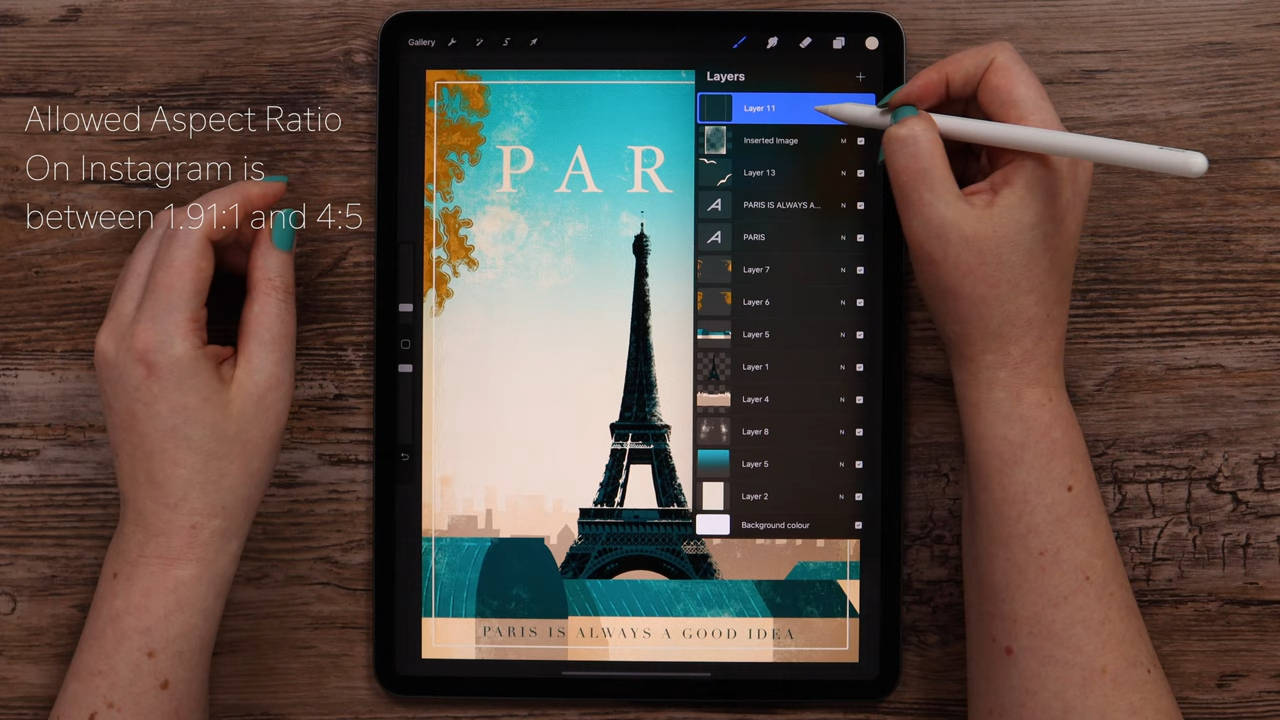 Allowed Aspect Ratio
On Instagram is
between 1.91:1 and 4:5
Gallery
Layers
Layer 11
Inserted Image M
Layer 13 N
PARIS IS ALWAYS A... N
PARIS N
Layer 7 N
Layer 6 N
Layer 5 N
Layer 1 N
Layer 4 N
Layer 8 N
Layer 5 N
Layer 2 N
Background colour
PAR
PARIS IS ALWAYS A GOOD IDEA